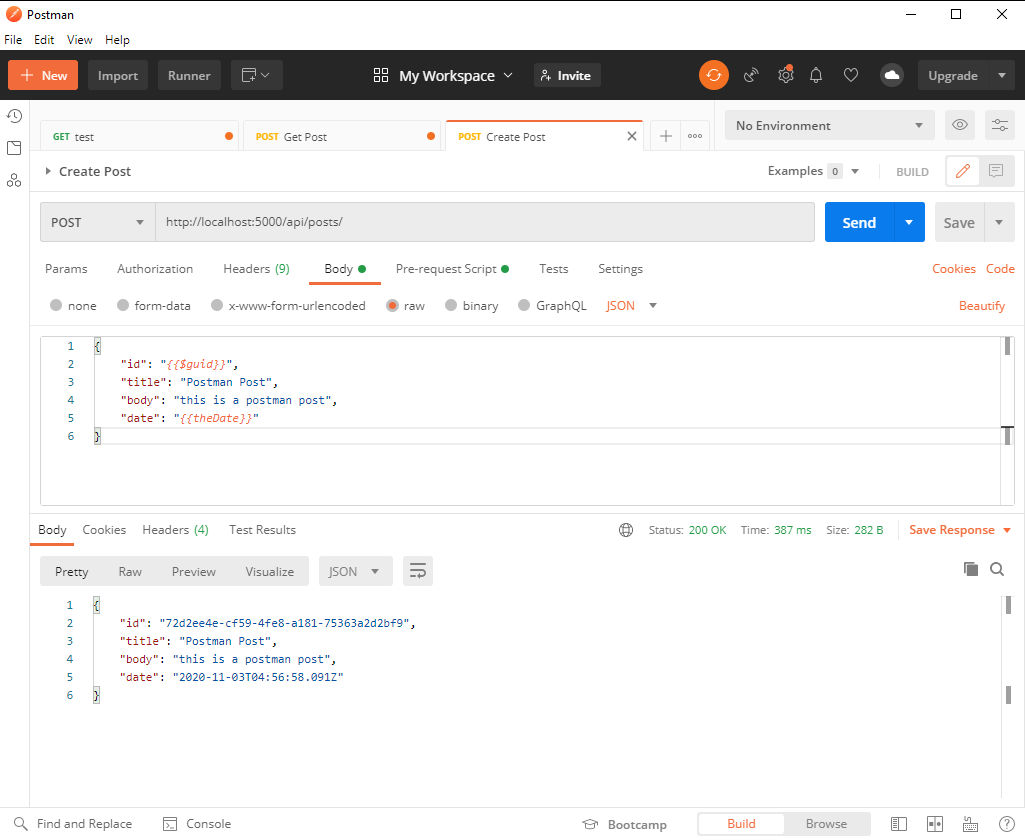 Postman
File Edit View Help
+ New Import Runner My Workspace Invite Upgrade
GET test POST Get Post POST Create Post No Environment
Create Post Examples 0 BUILD
POST http://localhost:5000/api/posts/ Send Save
Params Authorization Headers (9) Body Pre-request Script Tests Settings Cookies Code
none form-data x-www-form-urlencoded raw binary GraphQL JSON Beautify
1 {
2 "id": "{{$guid}}",
3 "title": "Postman Post",
4 "body": "this is a postman post",
5 "date": "{{theDate}}"
6 }
Body Cookies Headers (4) Test Results Status: 200 OK Time: 387 ms Size: 282 B Save Response
Pretty Raw Preview Visualize JSON
1 {
2 "id": "72d2ee4e-cf59-4fe8-a181-75363a2d2bf9",
3 "title": "Postman Post",
4 "body": "this is a postman post",
5 "date": "2020-11-03T04:56:58.091Z"
6 }
Find and Replace Console Bootcamp Build Browse